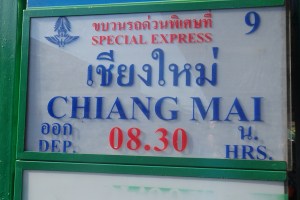 ขบวนรถด่วนพิเศษที่ 9
SPECIAL EXPRESS
เชียงใหม่
CHIANG MAI
ออก 08.30 น.
DEP. HRS.